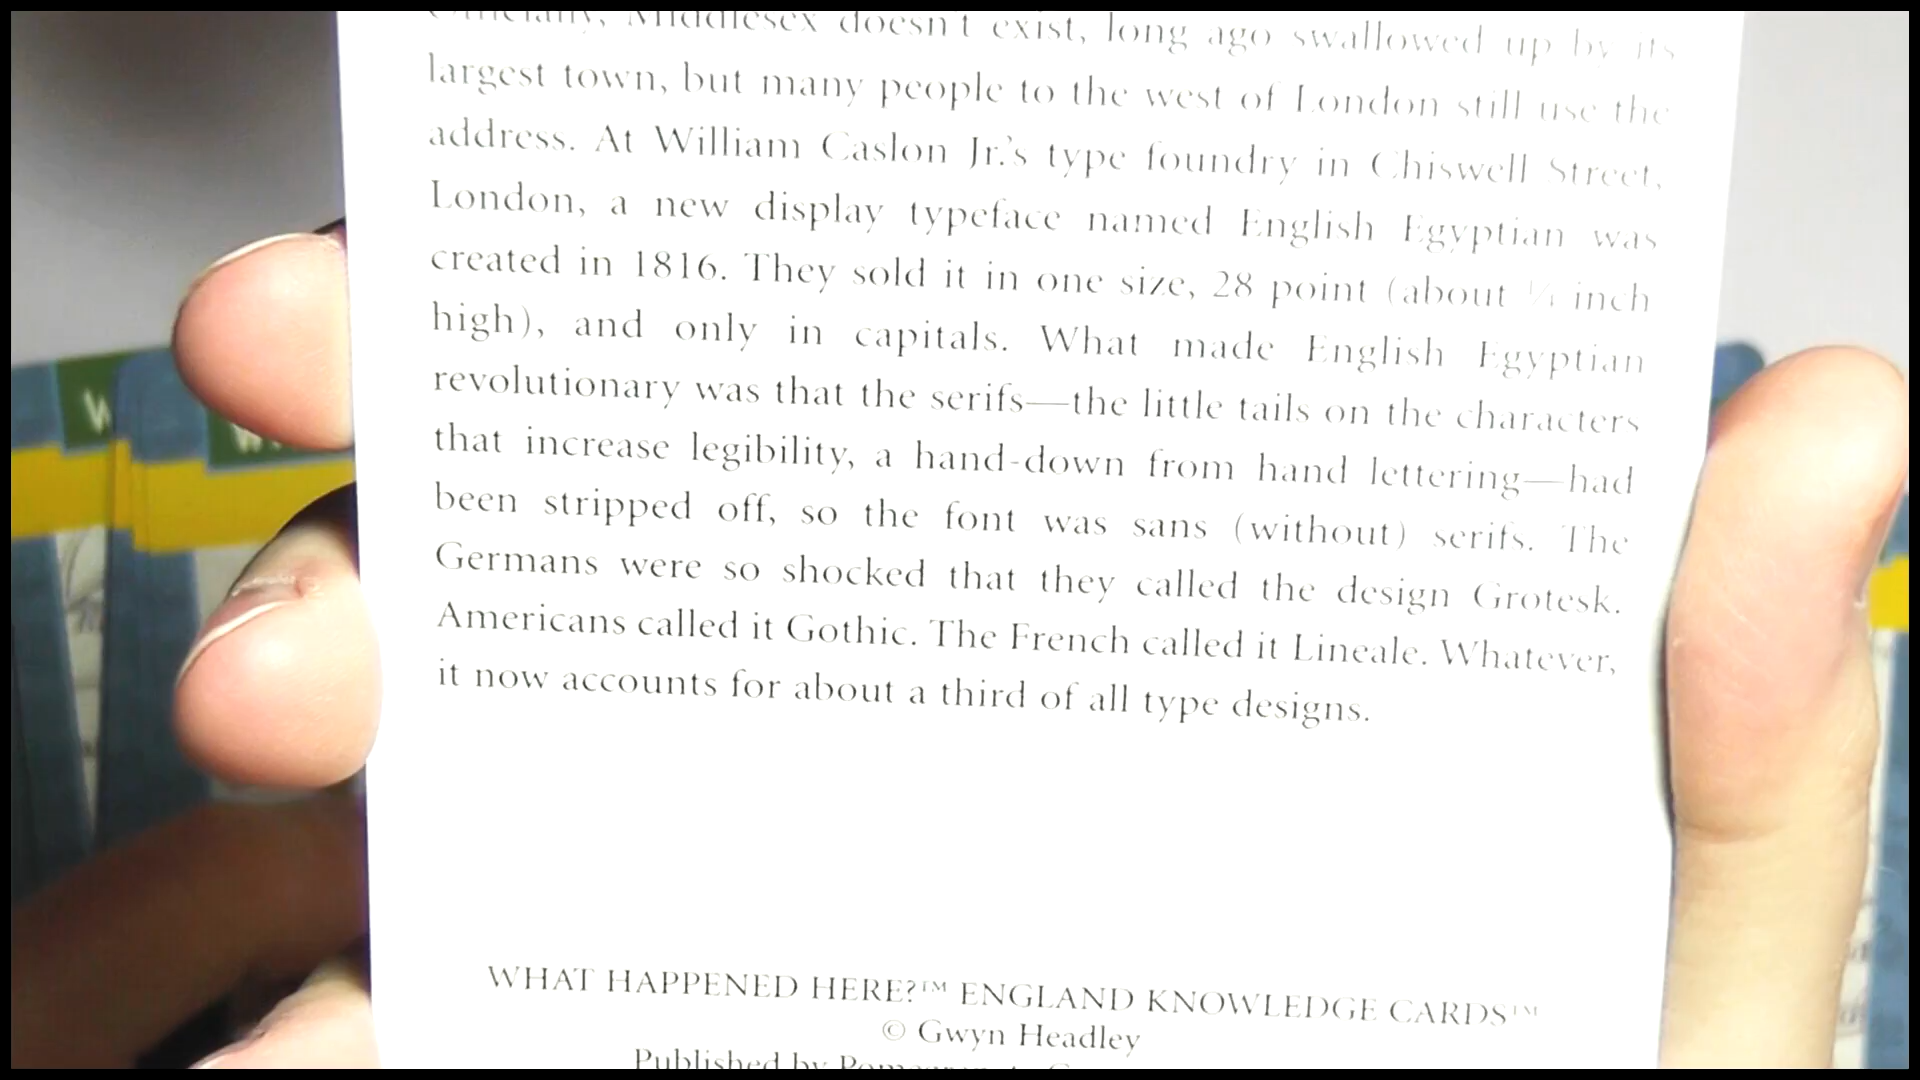 Officially, Middlesex doesn't exist, long ago swallowed up by its
largest town, but many people to the west of London still use the
address. At William Caslon Jr.'s type foundry in Chiswell Street,
London, a new display typeface named English Egyptian was
created in 1816. They sold it in one size, 28 point (about inch
high), and only in capitals. What made English Egyptian
revolutionary was that the serifs—the little tails on the characters
that increase legibility, a hand-down from hand lettering—had
been stripped off, so the font was sans (without) serifs. The
Germans were so shocked that they called the design Grotesk.
Americans called it Gothic. The French called it Lineale. Whatever,
it now accounts for about a third of all type designs.
WHAT HAPPENED HERE?™ ENGLAND KNOWLEDGE CARDS™
© Gwyn Headley
Published by